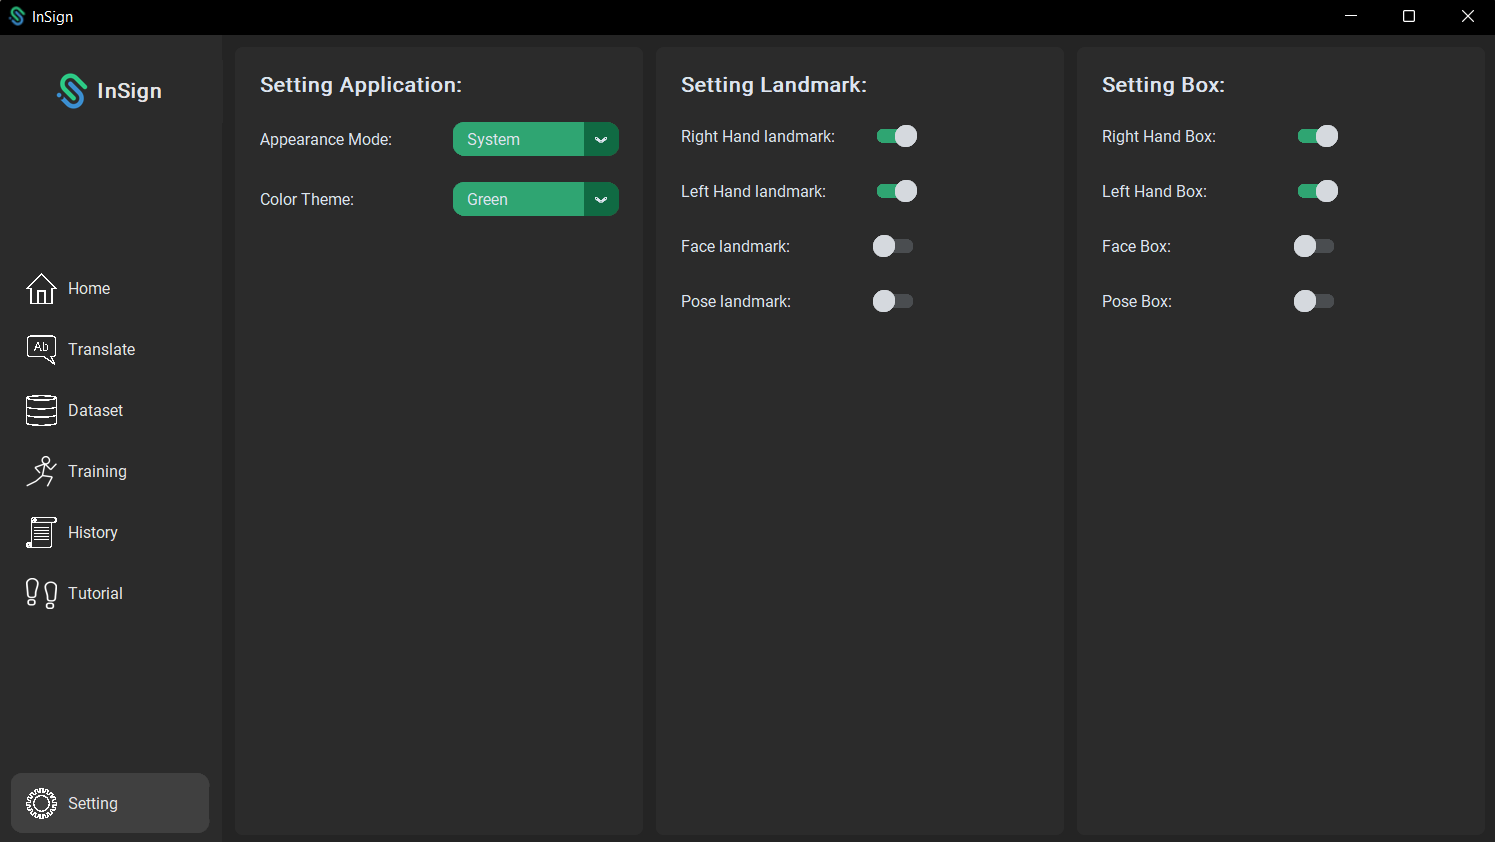 InSign
InSign
Home
Ab
Translate
Dataset
Training
History
Tutorial
Setting
Setting Application:
Appearance Mode: System
Color Theme: Green
Setting Landmark:
Right Hand landmark:
Left Hand landmark:
Face landmark:
Pose landmark:
Setting Box:
Right Hand Box:
Left Hand Box:
Face Box:
Pose Box: